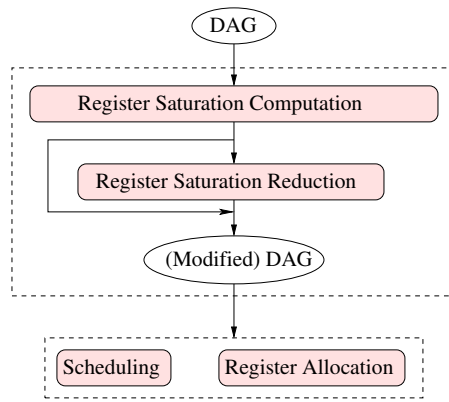 DAG
Register Saturation Computation
Register Saturation Reduction
(Modified) DAG
Scheduling
Register Allocation